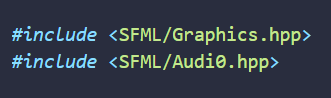 #include <SFML/Graphics.hpp>
#include <SFML/Audi0.hpp>